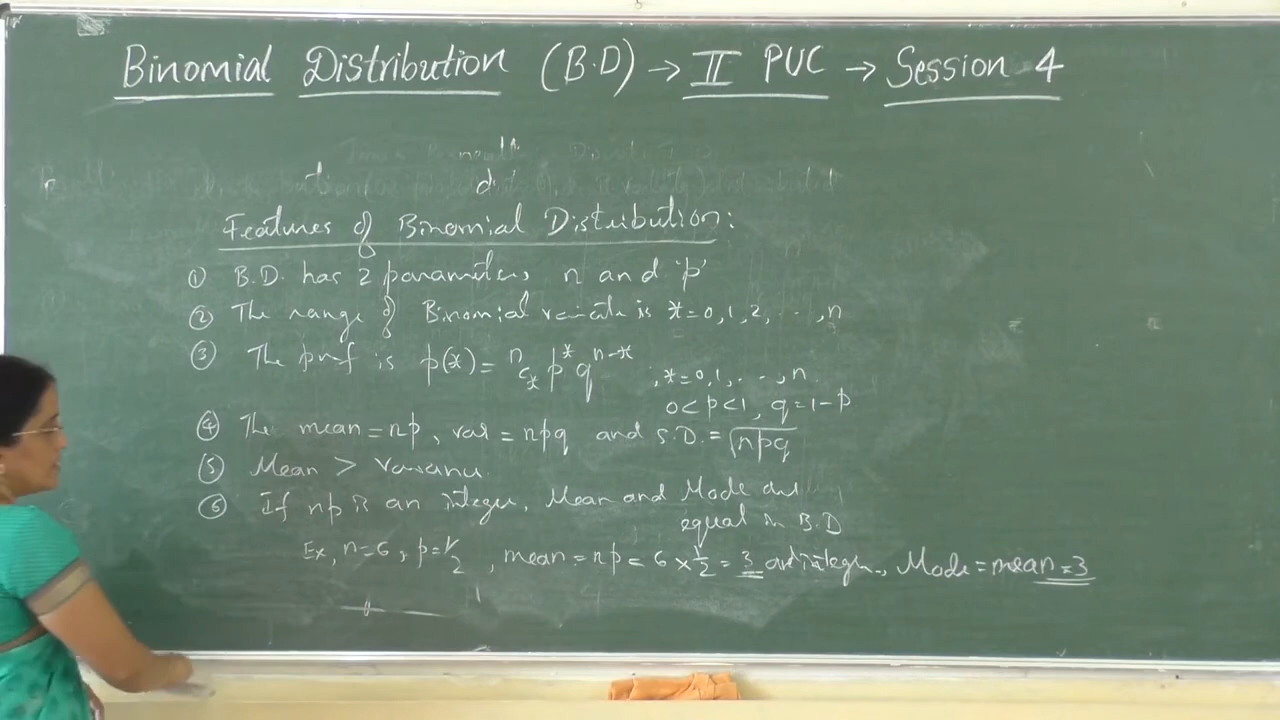 Binomial Distribution (B.D) → II PUC → Session 4
Features of Binomial Distribution:
① B.D. has 2 parameters n and 'p'
② The range of Binomial variate is x=0,1,2,...,n
③ The pmf is p(x) = ⁿCₓ pˣ qⁿ⁻ˣ , x=0,1,...,n
0<p<1, q=1-p
④ The mean = np, var = npq and S.D. = √npq
⑤ Mean > variance
⑥ If np is an integer, Mean and Mode are
equal in B.D
Ex, n=6, p=1/2, mean = np = 6 × 1/2 = 3 an integer, Mode = mean = 3